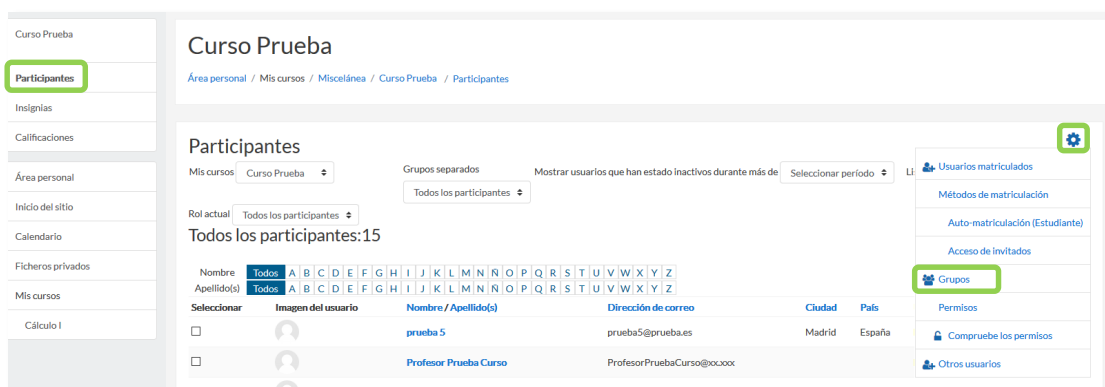 Curso Prueba
Participantes
Insignias
Calificaciones
Área personal
Inicio del sitio
Calendario
Ficheros privados
Mis cursos
Cálculo I
Curso Prueba
Área personal / Mis cursos / Miscelánea / Curso Prueba / Participantes
Participantes
Mis cursos Curso Prueba
Grupos separados
Todos los participantes
Mostrar usuarios que han estado inactivos durante más de Seleccionar período
Li
Rol actual Todos los participantes
Todos los participantes:15
Nombre Todos A B C D E F G H I J K L M N Ñ O P Q R S T U V W X Y Z
Apellido(s) Todos A B C D E F G H I J K L M N Ñ O P Q R S T U V W X Y Z
Seleccionar Imagen del usuario Nombre / Apellido(s) Dirección de correo Ciudad País
prueba 5 prueba5@prueba.es Madrid España
Profesor Prueba Curso ProfesorPruebaCurso@xx.xxx
Usuarios matriculados
Métodos de matriculación
Auto-matriculación (Estudiante)
Acceso de invitados
Grupos
Permisos
Compruebe los permisos
Otros usuarios